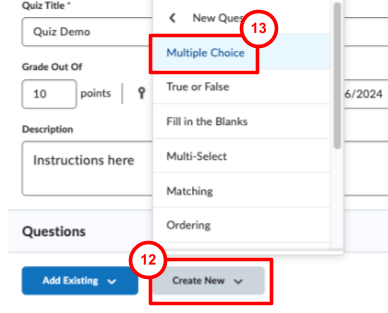 Quiz Title *
Quiz Demo
Grade Out Of
10 points
6/2024
Description
Instructions here
Questions
Add Existing
Create New
12
New Ques
13
Multiple Choice
True or False
Fill in the Blanks
Multi-Select
Matching
Ordering